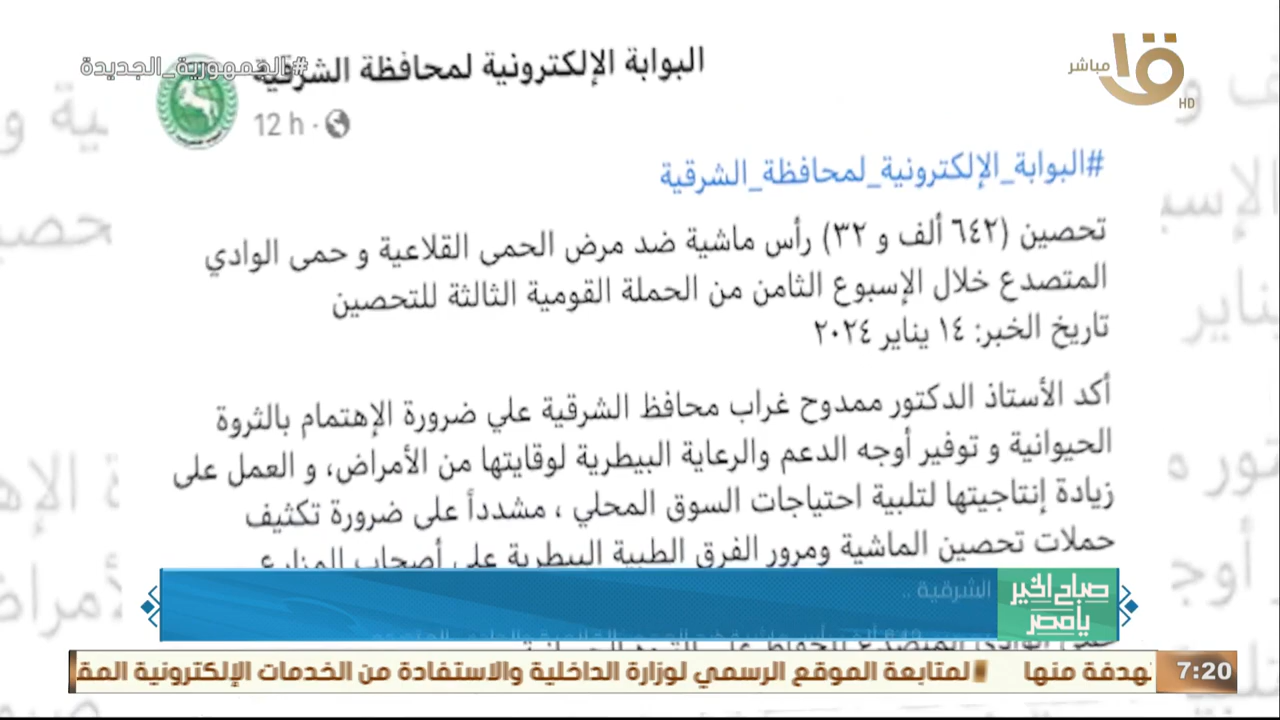 #الجمهورية_الجديدة
البوابة الإلكترونية لمحافظة الشرقية
مباشر
HD
12 h ·
#البوابة_الإلكترونية_لمحافظة_الشرقية
تحصين (٦٤٢ ألف و ٣٢) رأس ماشية ضد مرض الحمى القلاعية و حمى الوادي
المتصدع خلال الإسبوع الثامن من الحملة القومية الثالثة للتحصين
تاريخ الخبر: ١٤ يناير ٢٠٢٤
أكد الأستاذ الدكتور ممدوح غراب محافظ الشرقية علي ضرورة الإهتمام بالثروة
الحيوانية و توفير أوجه الدعم والرعاية البيطرية لوقايتها من الأمراض، و العمل على
زيادة إنتاجيتها لتلبية احتياجات السوق المحلي ، مشدداً على ضرورة تكثيف
حملات تحصين الماشية ومرور الفرق الطبية البيطرية على أصحاب المزارع
الشرقية ..
صباح الخير
يا مصر
لمتابعة الموقع الرسمي لوزارة الداخلية والاستفادة من الخدمات الإلكترونية
منها
7:20